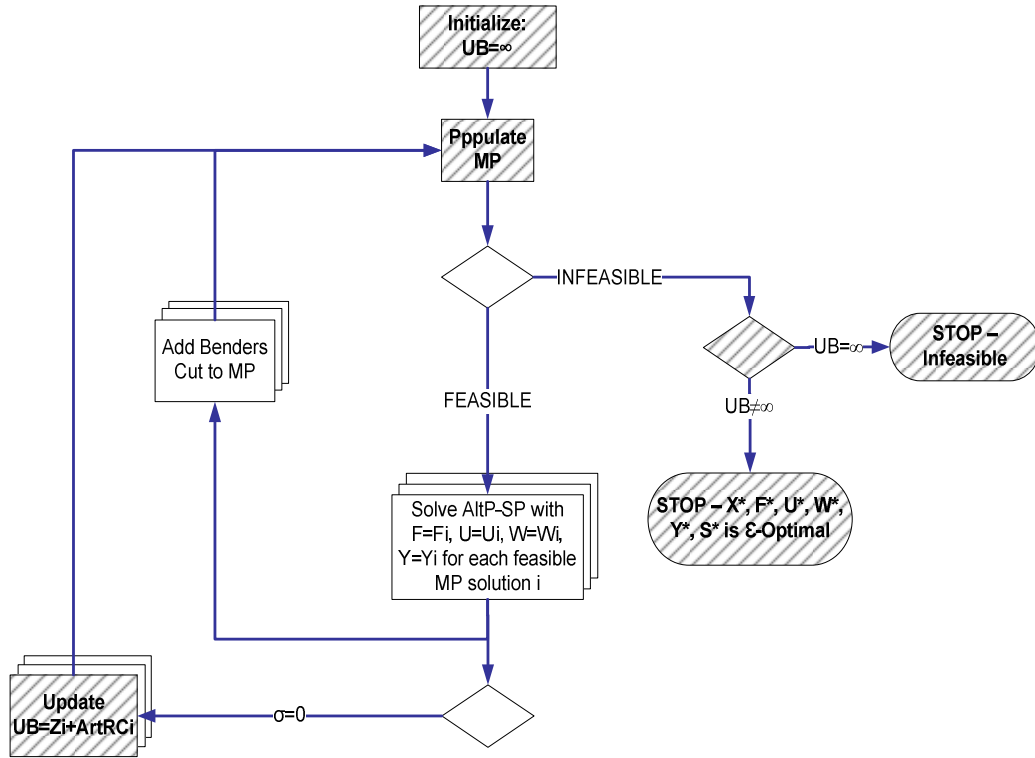 Initialize:
UB=∞
Pppulate
MP
INFEASIBLE
UB=∞
STOP –
Infeasible
Add Benders
Cut to MP
FEASIBLE
UB≠∞
STOP – X*, F*, U*, W*,
Y*, S* is Ɛ-Optimal
Solve AltP–SP with
F=Fi, U=Ui, W=Wi,
Y=Yi for each feasible
MP solution i
Update
UB=Zi+ArtRCi
σ=0